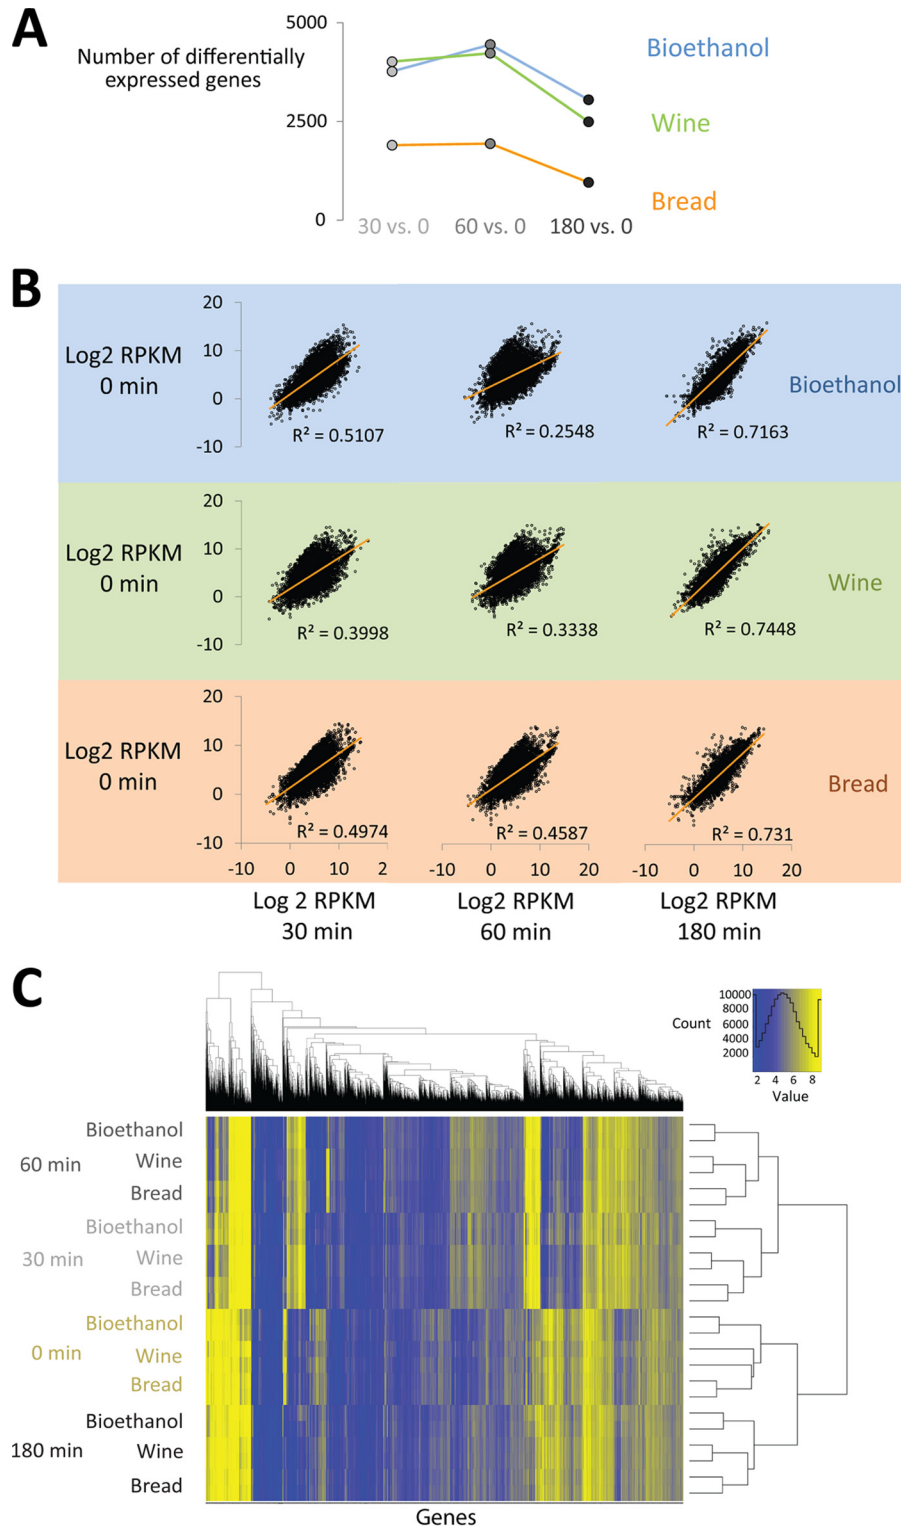 A
5000
Number of differentially
expressed genes
2500
0
30 vs. 0
60 vs. 0
180 vs. 0
Bioethanol
Wine
Bread
B
20
Log2 RPKM
0 min
10
0
-10
R² = 0.5107
R² = 0.2548
R² = 0.7163
Bioethanol
20
Log2 RPKM
0 min
10
0
-10
R² = 0.3998
R² = 0.3338
R² = 0.7448
Wine
20
Log2 RPKM
0 min
10
0
-10
R² = 0.4974
R² = 0.4587
R² = 0.731
Bread
-10 0 10 2
-10 0 10 20
-10 0 10 20
Log 2 RPKM
30 min
Log2 RPKM
60 min
Log2 RPKM
180 min
C
Count
10000
8000
6000
4000
2000
2 4 6 8
Value
60 min
Bioethanol
Wine
Bread
30 min
Bioethanol
Wine
Bread
0 min
Bioethanol
Wine
Bread
180 min
Bioethanol
Wine
Bread
Genes